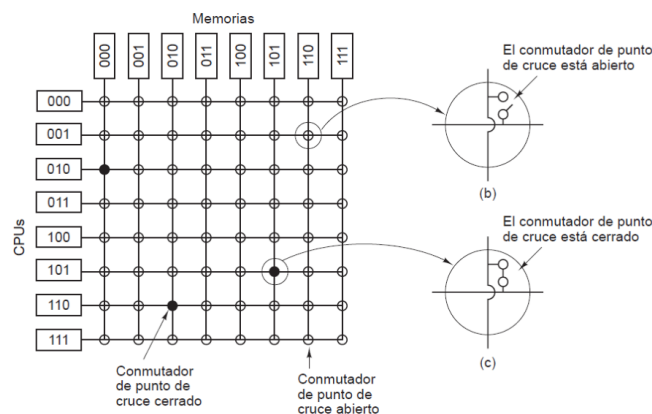 Memorias
000
001
010
011
100
101
110
111
CPUs
000
001
010
011
100
101
110
111
El conmutador de punto
de cruce está abierto
(b)
El conmutador de punto
de cruce está cerrado
(c)
Conmutador
de punto de
cruce cerrado
Conmutador
de punto de
cruce abierto